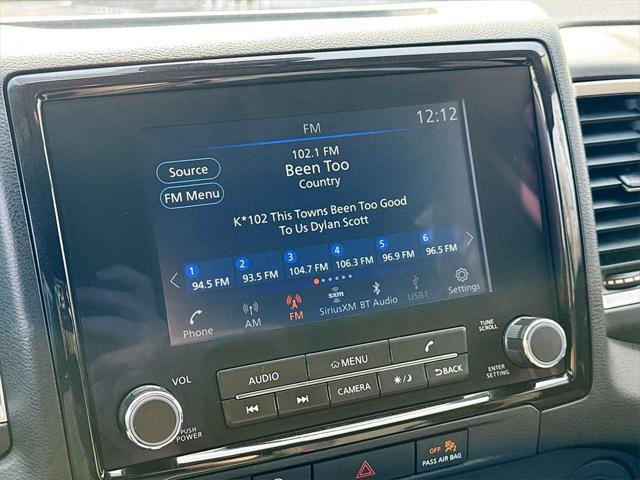 FM
12:12
102.1 FM
Been Too
Country
Source
FM Menu
K*102 This Towns Been Too Good
To Us Dylan Scott
1 2 3 4 5 6
94.5 FM 93.5 FM 104.7 FM 106.3 FM 96.9 FM 96.5 FM
Phone AM FM sxm SiriusXM BT Audio USB1 Settings
VOL
AUDIO MENU
CAMERA BACK
TUNE
SCROLL
ENTER
SETTING
PUSH
POWER
OFF
PASS AIR BAG